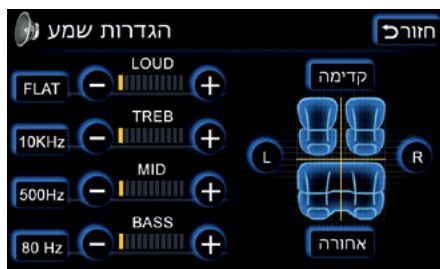 הגדרות שמע
חזור
LOUD
FLAT
קדימה
TREB
10KHz
L
R
MID
500Hz
BASS
80 Hz
אחורה